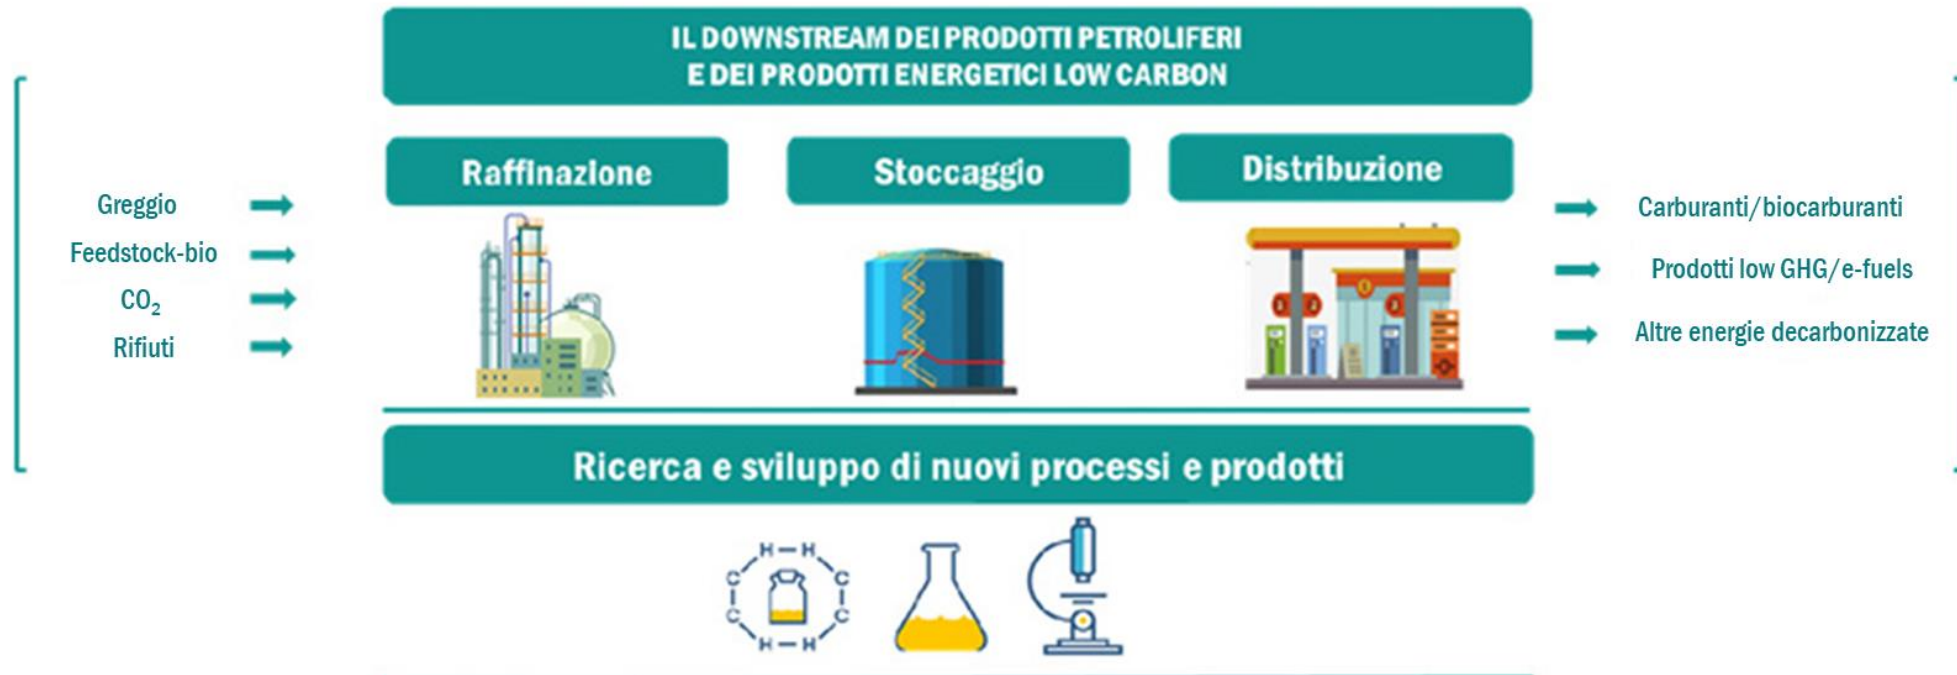 IL DOWNSTREAM DEI PRODOTTI PETROLIFERI
E DEI PRODOTTI ENERGETICI LOW CARBON
Raffinazione
Stoccaggio
Distribuzione
Greggio
Feedstock-bio
CO₂
Rifiuti
Carburanti/biocarburanti
Prodotti low GHG/e-fuels
Altre energie decarbonizzate
Ricerca e sviluppo di nuovi processi e prodotti
H H
C C
C C
H H